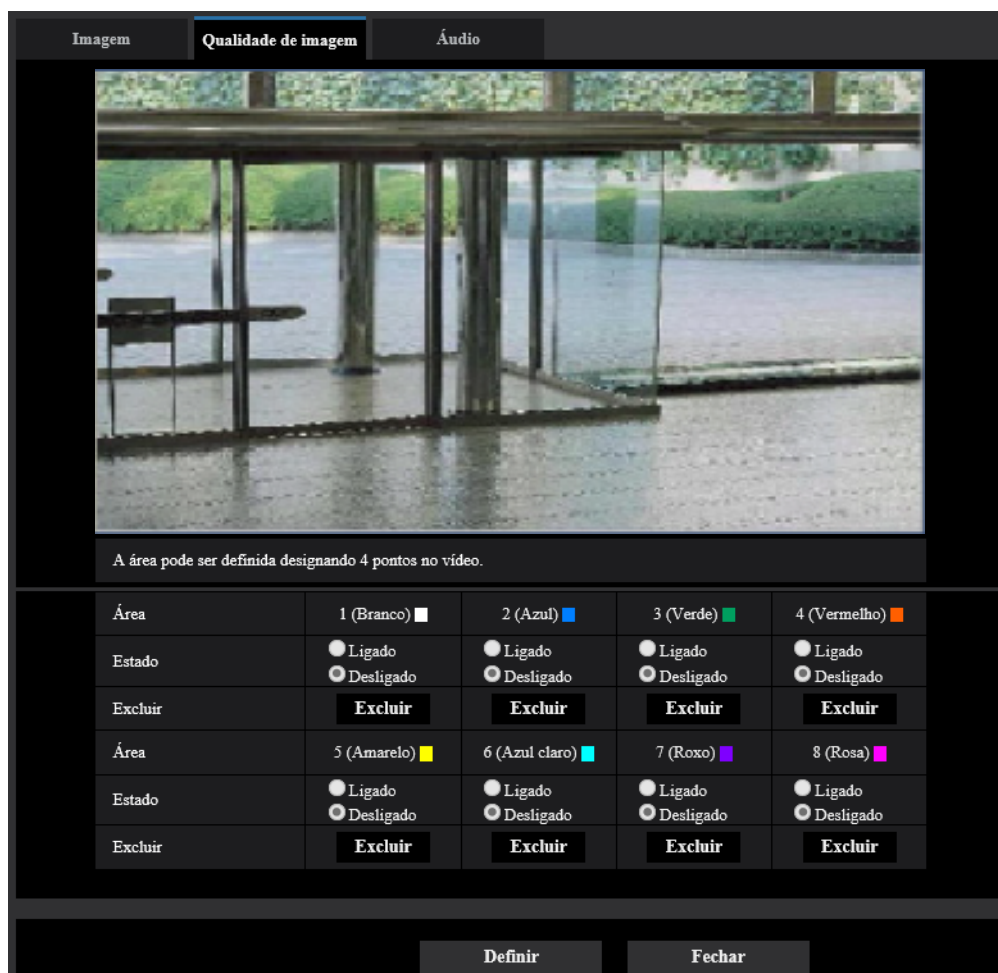 Imagem Qualidade de imagem Áudio
A área pode ser definida designando 4 pontos no vídeo.
Área 1 (Branco) 2 (Azul) 3 (Verde) 4 (Vermelho)
Estado Ligado Ligado Ligado Ligado
Desligado Desligado Desligado Desligado
Excluir Excluir Excluir Excluir Excluir
Área 5 (Amarelo) 6 (Azul claro) 7 (Roxo) 8 (Rosa)
Estado Ligado Ligado Ligado Ligado
Desligado Desligado Desligado Desligado
Excluir Excluir Excluir Excluir Excluir
Definir Fechar